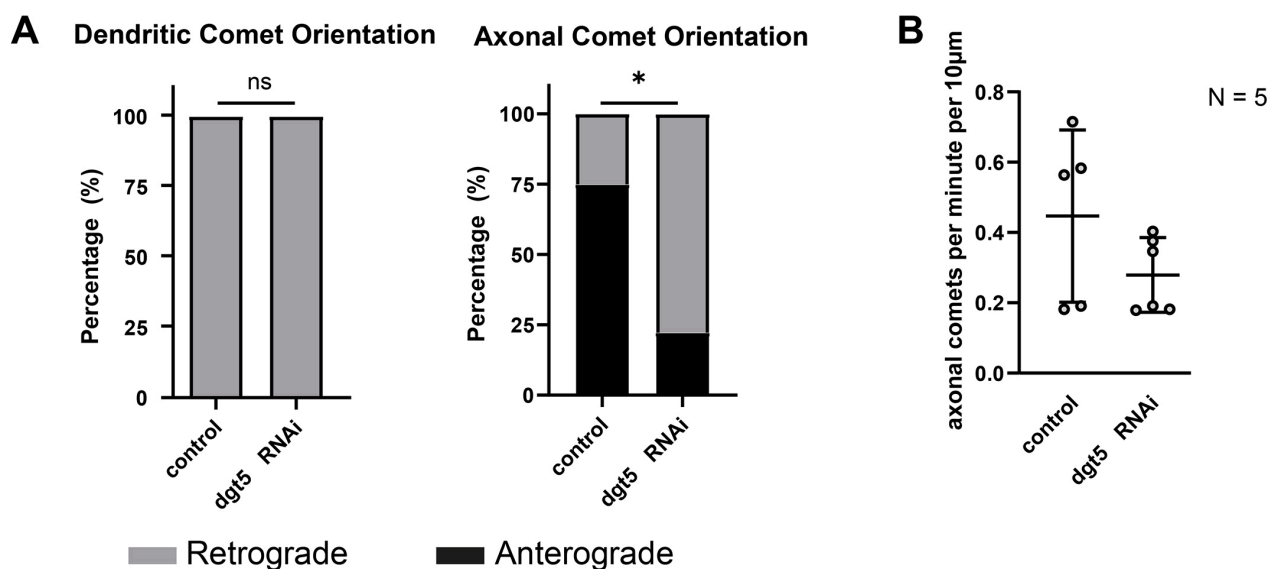 A
Dendritic Comet Orientation
ns
Percentage (%)
100
75
50
25
0
control
dgt5 RNAi
Axonal Comet Orientation
*
Percentage (%)
100
75
50
25
0
control
dgt5 RNAi
Retrograde
Anterograde
B
axonal comets per minute per 10μm
0.8
0.6
0.4
0.2
0.0
control
dgt5 RNAi
N = 5